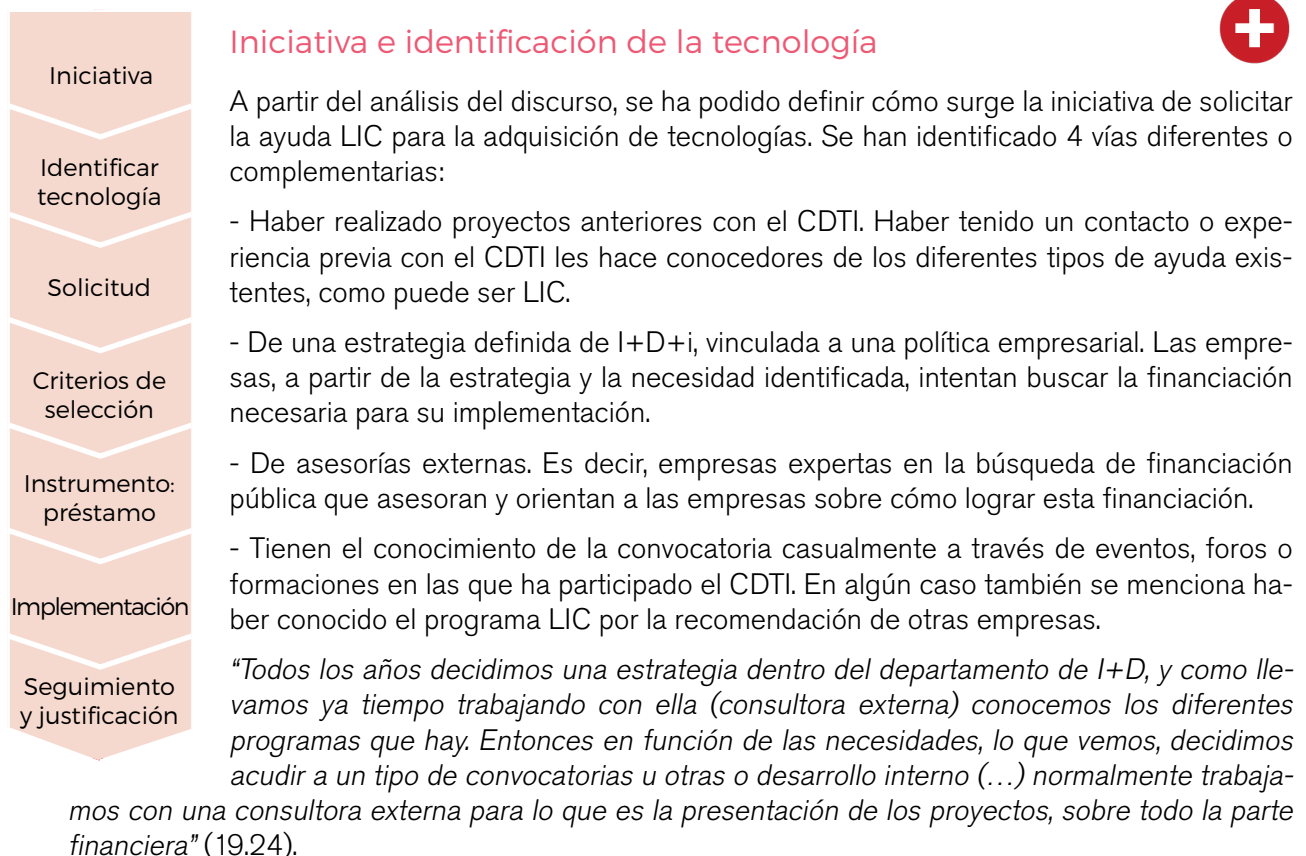 Iniciativa
Identificar
tecnología
Solicitud
Criterios de
selección
Instrumento:
préstamo
Implementación
Seguimiento
y justificación
Iniciativa e identificación de la tecnología
A partir del análisis del discurso, se ha podido definir cómo surge la iniciativa de solicitar
la ayuda LIC para la adquisición de tecnologías. Se han identificado 4 vías diferentes o
complementarias:
- Haber realizado proyectos anteriores con el CDTI. Haber tenido un contacto o expe-
riencia previa con el CDTI les hace conocedores de los diferentes tipos de ayuda exis-
tentes, como puede ser LIC.
- De una estrategia definida de I+D+i, vinculada a una política empresarial. Las empre-
sas, a partir de la estrategia y la necesidad identificada, intentan buscar la financiación
necesaria para su implementación.
- De asesorías externas. Es decir, empresas expertas en la búsqueda de financiación
pública que asesoran y orientan a las empresas sobre cómo lograr esta financiación.
- Tienen el conocimiento de la convocatoria casualmente a través de eventos, foros o
formaciones en las que ha participado el CDTI. En algún caso también se menciona ha-
ber conocido el programa LIC por la recomendación de otras empresas.
“Todos los años decidimos una estrategia dentro del departamento de I+D, y como lle-
vamos ya tiempo trabajando con ella (consultora externa) conocemos los diferentes
programas que hay. Entonces en función de las necesidades, lo que vemos, decidimos
acudir a un tipo de convocatorias u otras o desarrollo interno (…) normalmente trabaja-
mos con una consultora externa para lo que es la presentación de los proyectos, sobre todo la parte
financiera” (19.24).